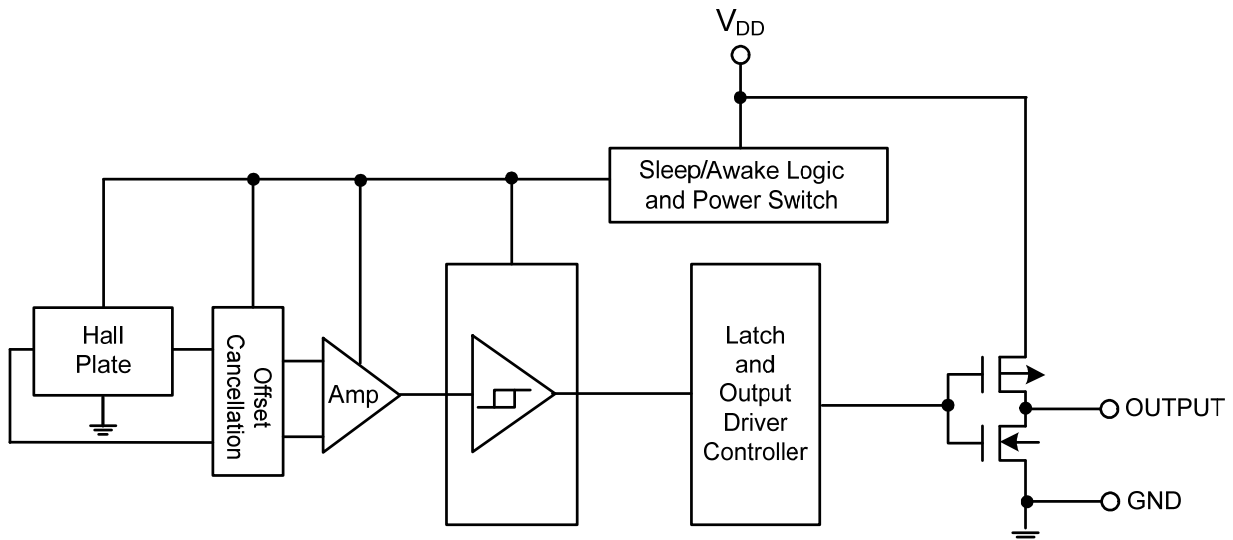 VDD
Sleep/Awake Logic
and Power Switch
Hall
Plate
Offset
Cancellation
Amp
Latch
and
Output
Driver
Controller
OUTPUT
GND